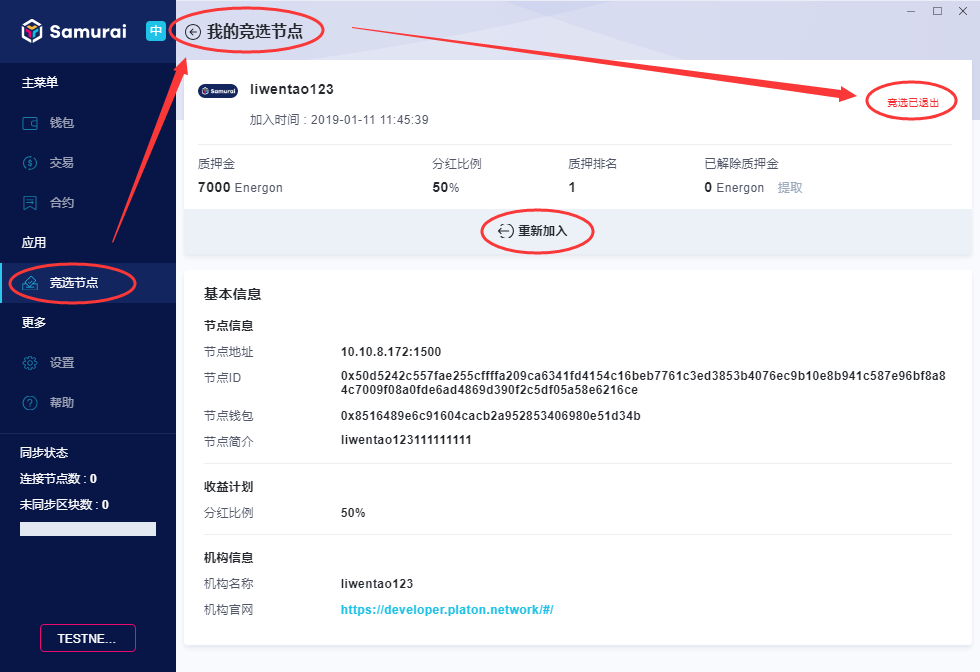 Samurai
中
主菜单
钱包
交易
合约
应用
竞选节点
更多
设置
帮助
同步状态
连接节点数 : 0
未同步区块数 : 0
TESTNE...
我的竞选节点
Samurai
liwentao123
加入时间 : 2019-01-11 11:45:39
竞选已退出
质押金
分红比例
质押排名
已解除质押金
7000 Energon
50%
1
0 Energon 提取
重新加入
基本信息
节点信息
节点地址
10.10.8.172:1500
节点ID
0x50d5242c557fae255cffffa209ca6341fd4154c16beb7761c3ed3853b4076ec9b10e8b941c587e96bf8a8
4c7009f08a0fde6ad4869d390f2c5df05a58e6216ce
节点钱包
0x8516489e6c91604cacb2a952853406980e51d34b
节点简介
liwentao123111111111
收益计划
分红比例
50%
机构信息
机构名称
liwentao123
机构官网
https://developer.platon.network/#/